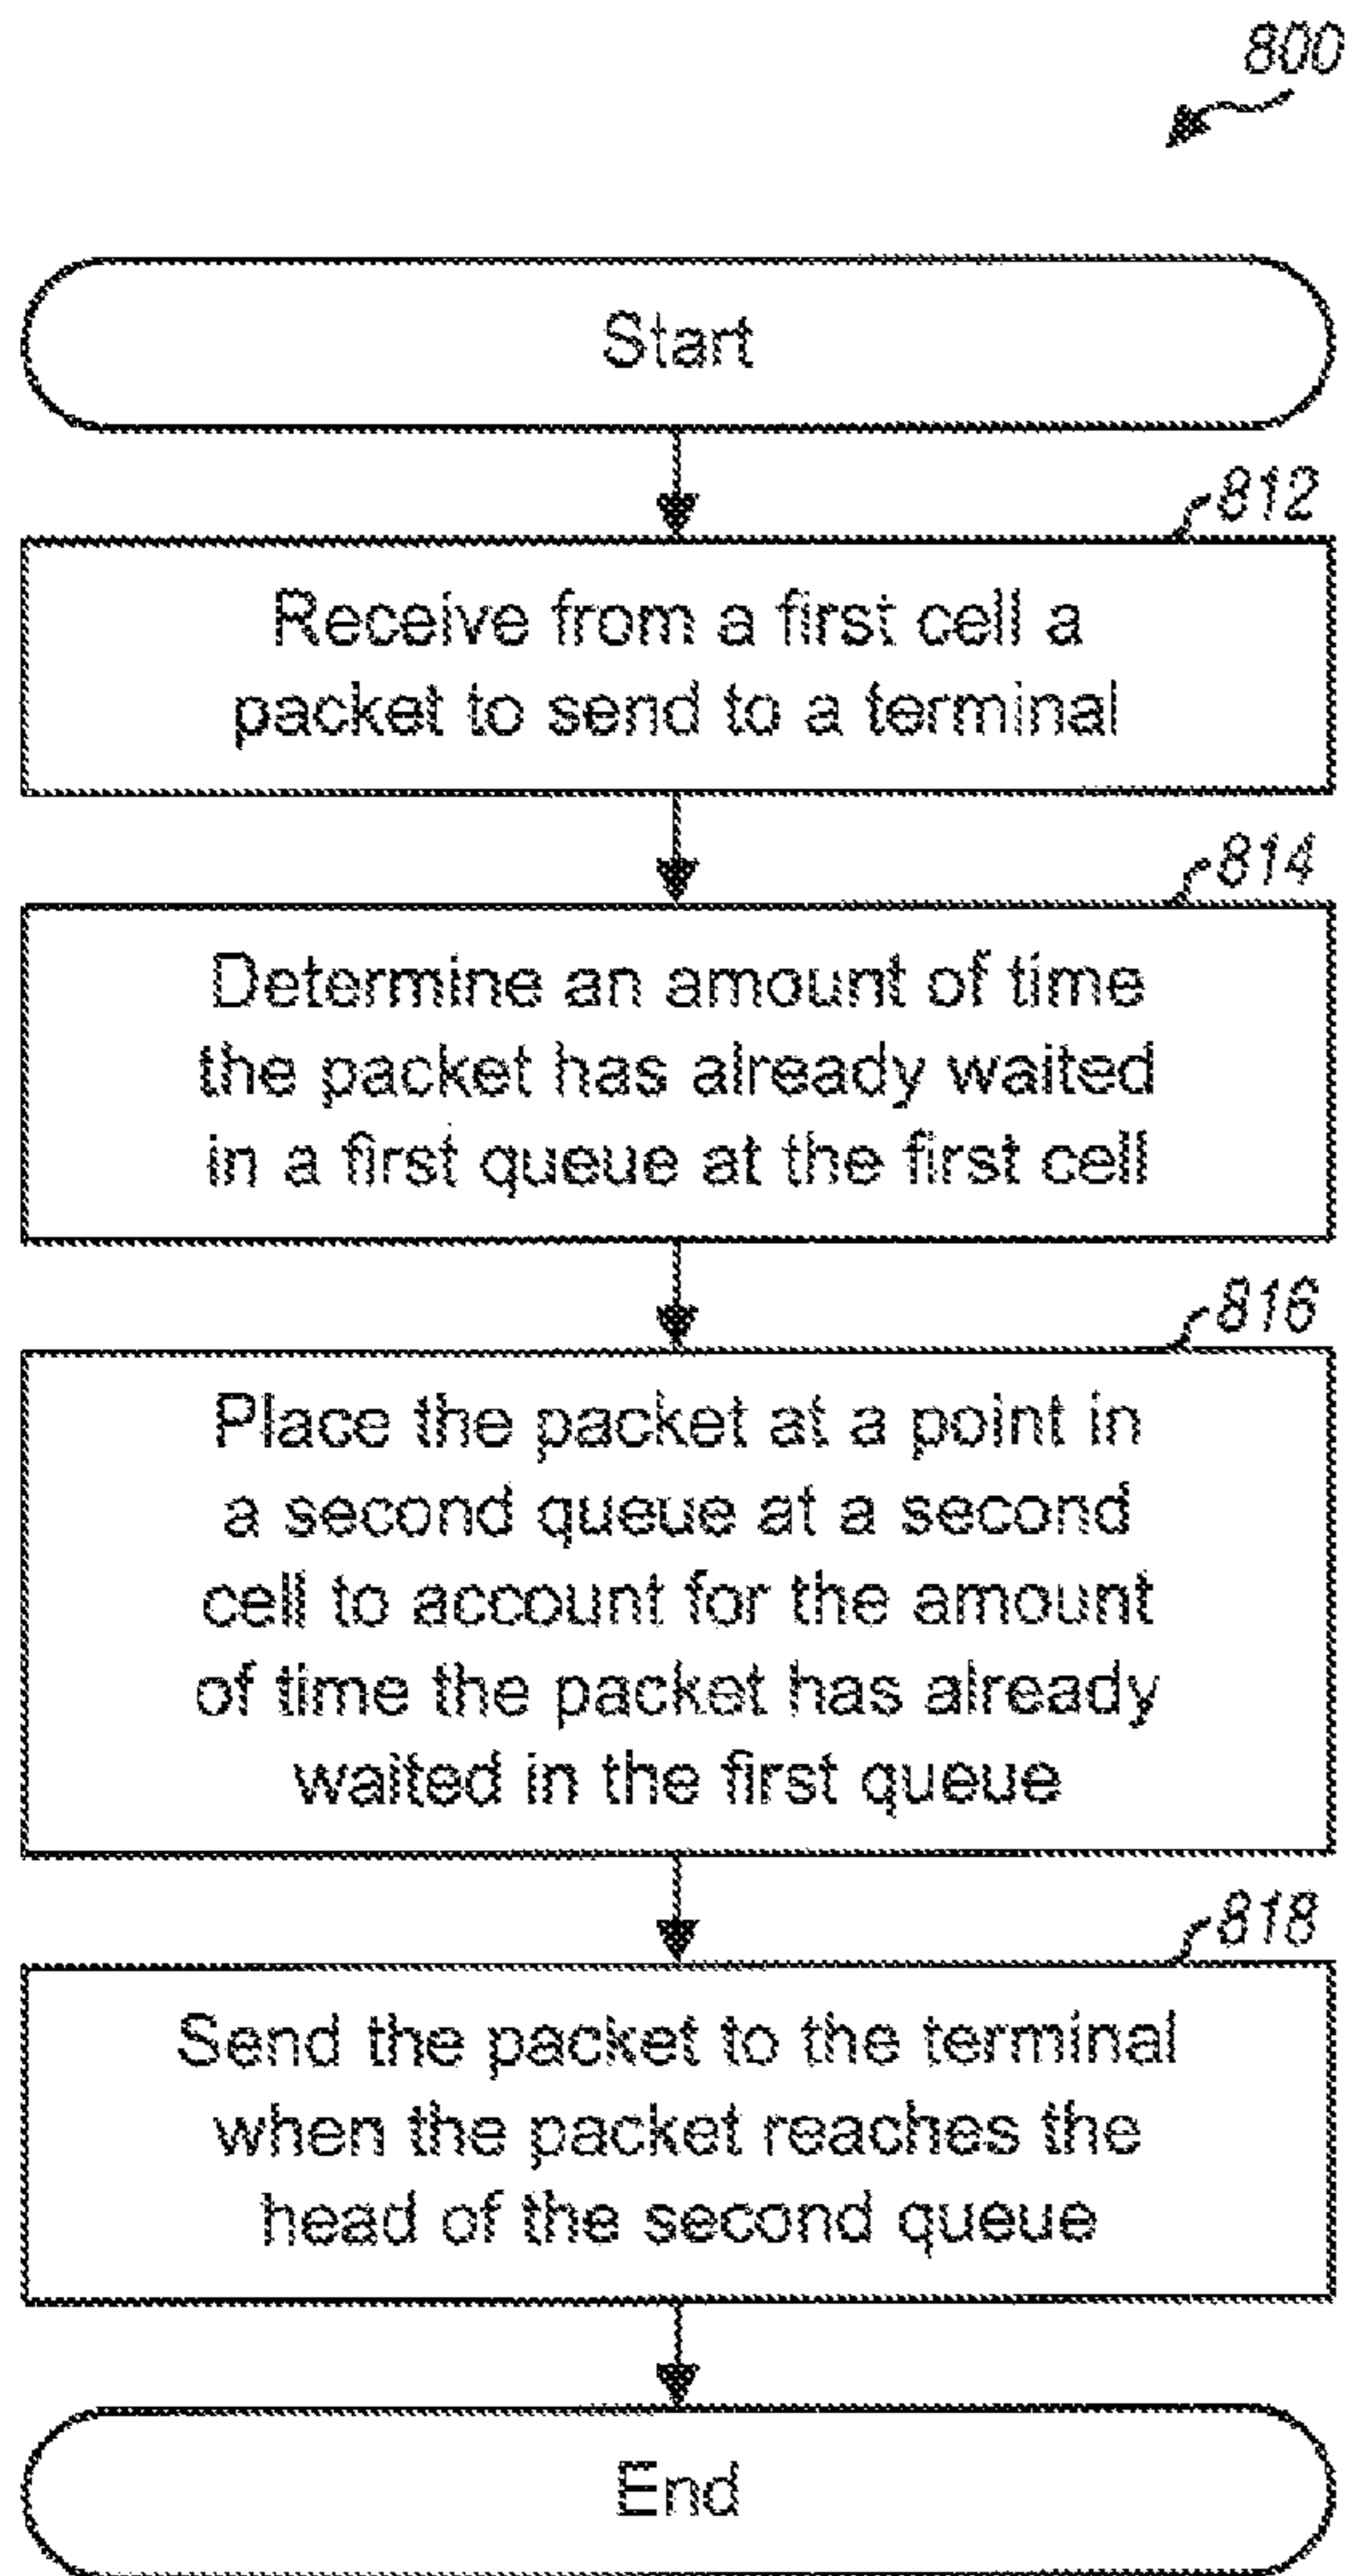 800
Start
812
Receive from a first cell a
packet to send to a terminal
814
Determine an amount of time
the packet has already waited
in a first queue at the first cell
816
Place the packet at a point in
a second queue at a second
cell to account for the amount
of time the packet has already
waited in the first queue
818
Send the packet to the terminal
when the packet reaches the
head of the second queue
End